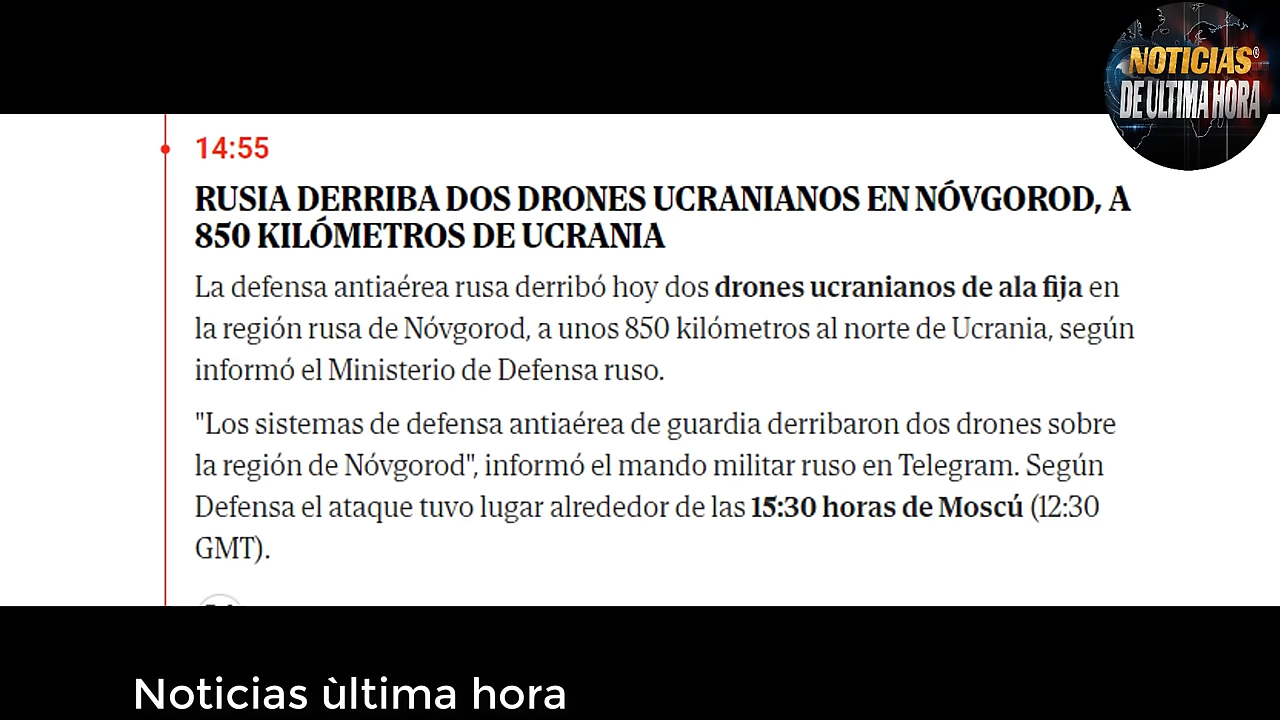 NOTICIAS®
DE ULTIMA HORA
14:55
RUSIA DERRIBA DOS DRONES UCRANIANOS EN NÓVGOROD, A
850 KILÓMETROS DE UCRANIA
La defensa antiaérea rusa derribó hoy dos drones ucranianos de ala fija en
la región rusa de Nóvgorod, a unos 850 kilómetros al norte de Ucrania, según
informó el Ministerio de Defensa ruso.
"Los sistemas de defensa antiaérea de guardia derribaron dos drones sobre
la región de Nóvgorod", informó el mando militar ruso en Telegram. Según
Defensa el ataque tuvo lugar alrededor de las 15:30 horas de Moscú (12:30
GMT).
Noticias ùltima hora